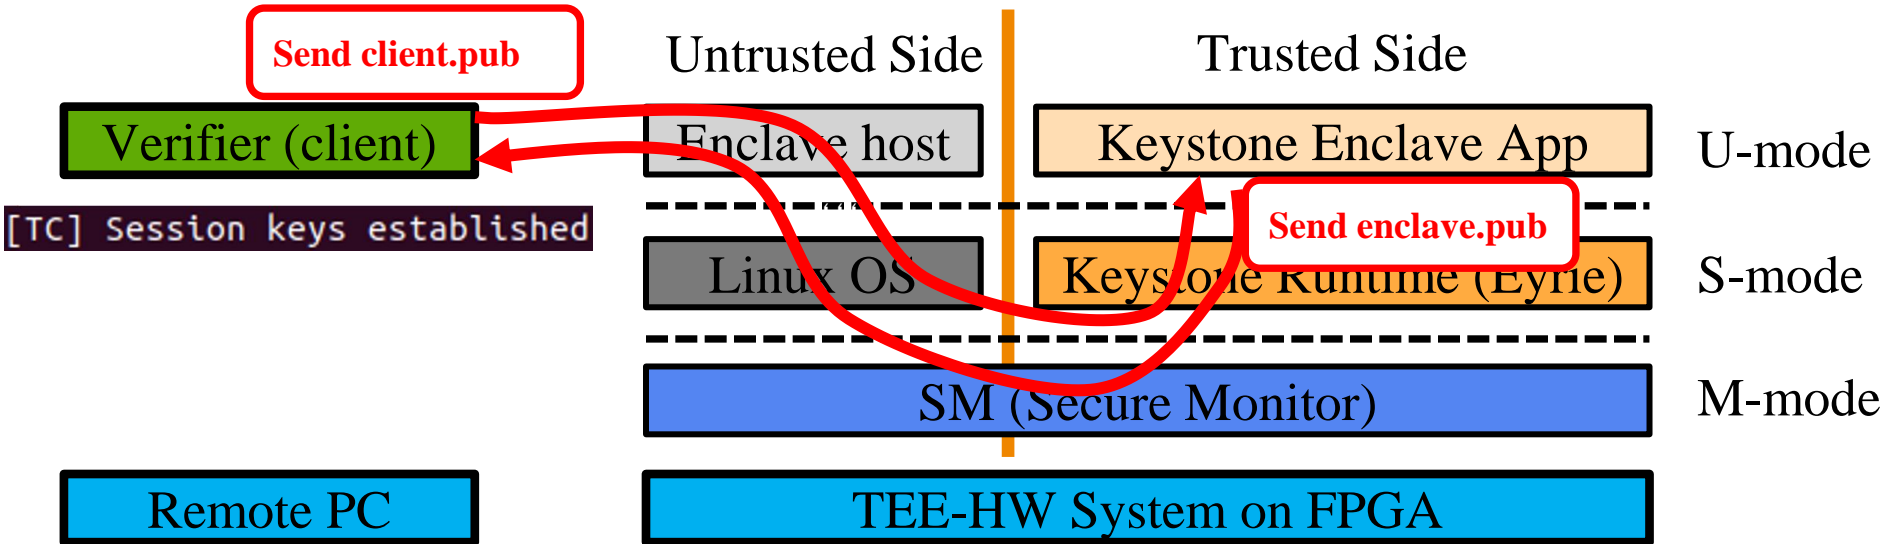 Send client.pub
Untrusted Side
Trusted Side
Verifier (client)
Enclave host
Keystone Enclave App
U-mode
[TC] Session keys established
Send enclave.pub
Linux OS
Keystone Runtime (Eyrie)
S-mode
SM (Secure Monitor)
M-mode
Remote PC
TEE-HW System on FPGA